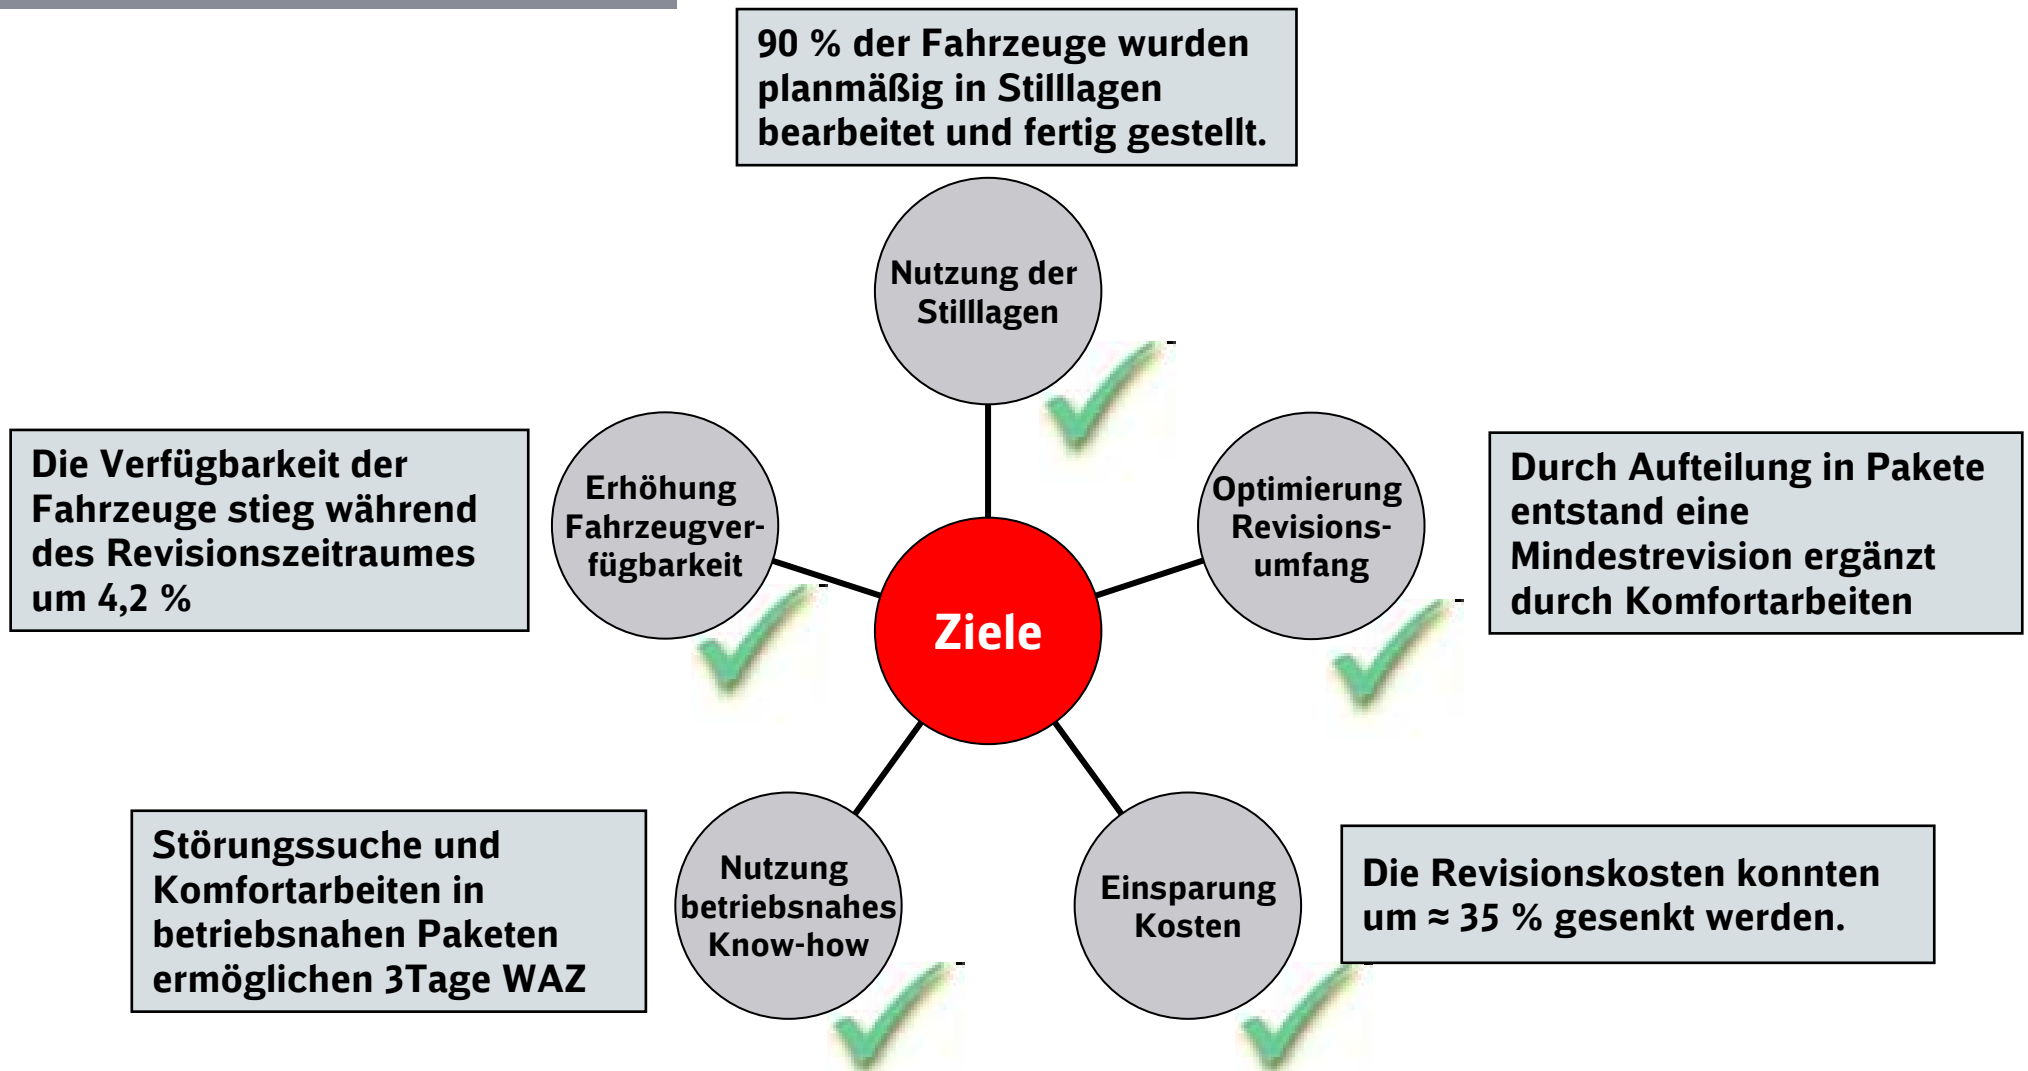 90 % der Fahrzeuge wurden
planmäßig in Stilllagen
bearbeitet und fertig gestellt.
Nutzung der
Stilllagen
Die Verfügbarkeit der
Fahrzeuge stieg während
des Revisionszeitraumes
um 4,2 %
Erhöhung
Fahrzeugver-
fügbarkeit
Optimierung
Revisions-
umfang
Durch Aufteilung in Pakete
entstand eine
Mindestrevision ergänzt
durch Komfortarbeiten
Ziele
Störungssuche und
Komfortarbeiten in
betriebsnahen Paketen
ermöglichen 3Tage WAZ
Nutzung
betriebsnahes
Know-how
Einsparung
Kosten
Die Revisionskosten konnten
um ≈ 35 % gesenkt werden.